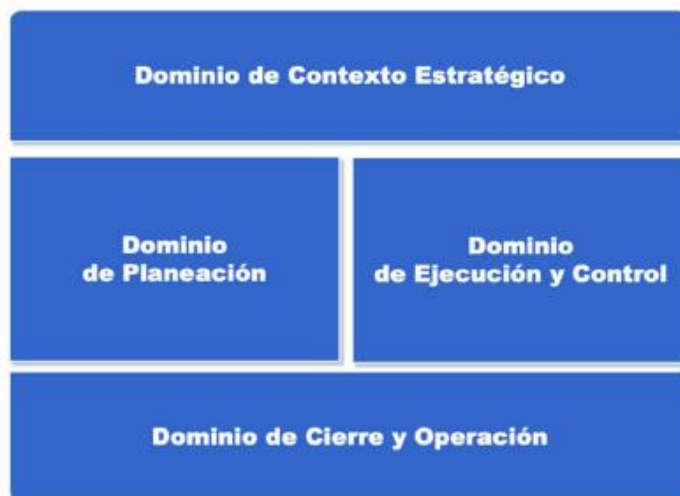 Dominio de Contexto Estratégico
Dominio
de Planeación
Dominio
de Ejecución y Control
Dominio de Cierre y Operación